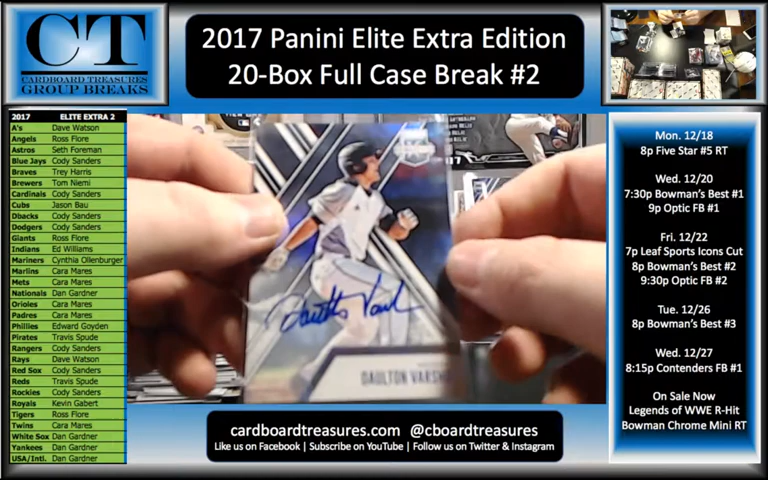 CT
CARDBOARD TREASURES
GROUP BREAKS
2017 Panini Elite Extra Edition
20-Box Full Case Break #2
2017 ELITE EXTRA 2
A's Dave Watson
Angels Ross Flore
Astros Seth Foreman
Blue Jays Cody Sanders
Braves Trey Harris
Brewers Tom Niemi
Cardinals Cody Sanders
Cubs Jason Bau
Dbacks Cody Sanders
Dodgers Cody Sanders
Giants Ross Flore
Indians Ed Williams
Mariners Cynthia Ollenburger
Marlins Cara Mares
Mets Cara Mares
Nationals Dan Gardner
Orioles Cara Mares
Padres Cara Mares
Phillies Edward Goyden
Pirates Travis Spude
Rangers Cody Sanders
Rays Dave Watson
Red Sox Cody Sanders
Reds Travis Spude
Rockies Cody Sanders
Royals Kevin Gabert
Tigers Ross Flore
Twins Cara Mares
White Sox Dan Gardner
Yankees Dan Gardner
USA/Intl. Dan Gardner
Daulton Varsh
DAULTON VARSH
cardboardtreasures.com @cboardtreasures
Like us on Facebook | Subscribe on YouTube | Follow us on Twitter & Instagram
Mon. 12/18
8p Five Star #5 RT
Wed. 12/20
7:30p Bowman's Best #1
9p Optic FB #1
Fri. 12/22
7p Leaf Sports Icons Cut
8p Bowman's Best #2
9:30p Optic FB #2
Tue. 12/26
8p Bowman's Best #3
Wed. 12/27
8:15p Contenders FB #1
On Sale Now
Legends of WWE R-Hit
Bowman Chrome Mini RT